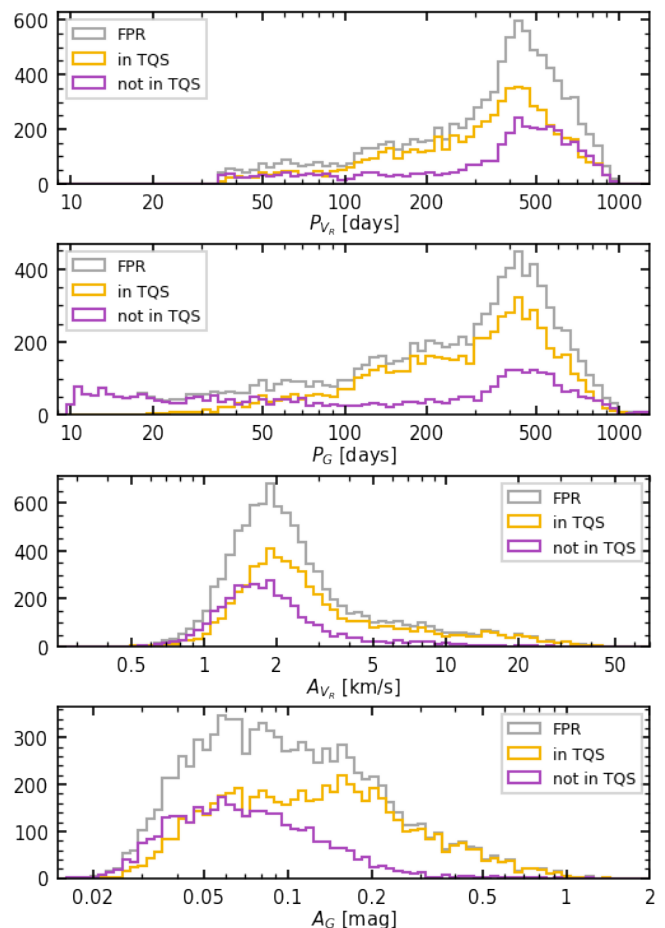 600
400
200
0
FPR
in TQS
not in TQS
10 20 50 100 200 500 1000
P_{V_R} [days]
400
200
0
FPR
in TQS
not in TQS
10 20 50 100 200 500 1000
P_G [days]
600
400
200
0
FPR
in TQS
not in TQS
0.5 1 2 5 10 20 50
A_{V_R} [km/s]
300
200
100
0
FPR
in TQS
not in TQS
0.02 0.05 0.1 0.2 0.5 1 2
A_G [mag]